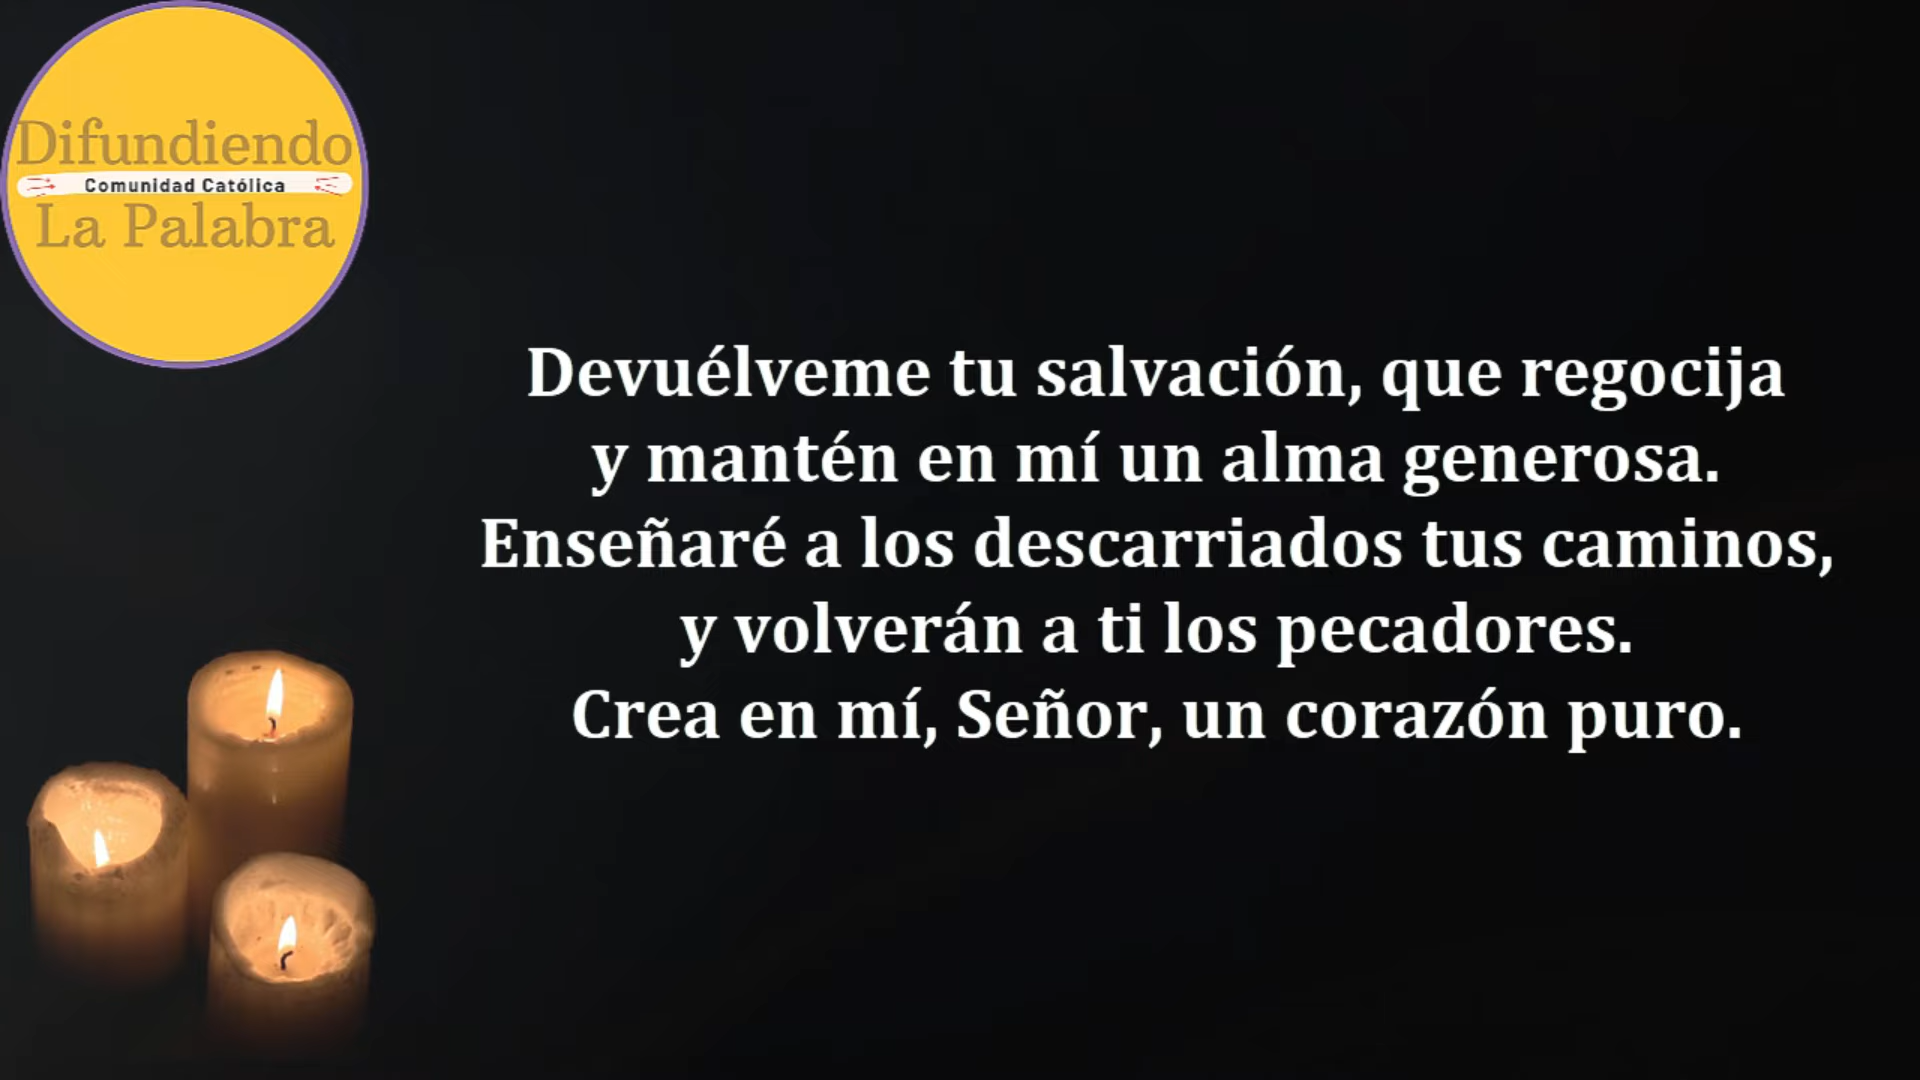 Difundiendo
Comunidad Católica
La Palabra
Devuélveme tu salvación, que regocija
y mantén en mí un alma generosa.
Enseñaré a los descarriados tus caminos,
y volverán a ti los pecadores.
Crea en mí, Señor, un corazón puro.